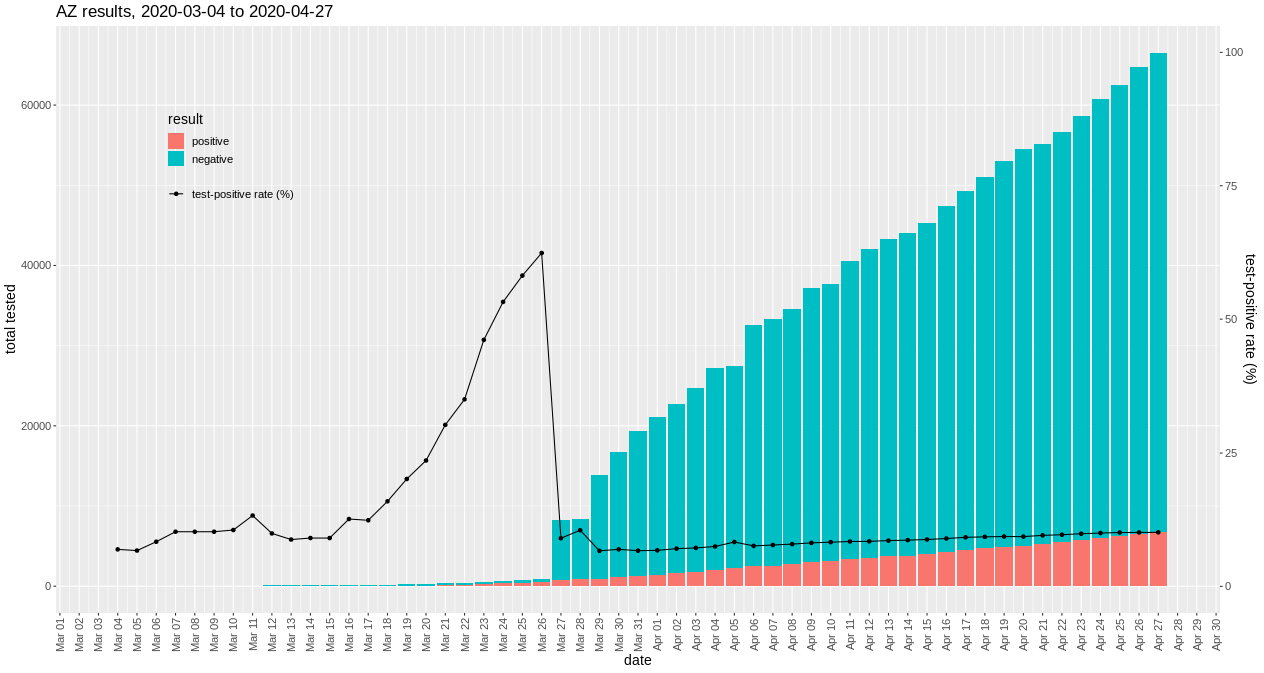 AZ results, 2020-03-04 to 2020-04-27
100
60000
result
positive
negative
75
test-positive rate (%)
40000
total tested
test-positive rate (%)
50
20000
25
0
0
Mar 01
Mar 02
Mar 03
Mar 04
Mar 05
Mar 06
Mar 07
Mar 08
Mar 09
Mar 10
Mar 11
Mar 12
Mar 13
Mar 14
Mar 15
Mar 16
Mar 17
Mar 18
Mar 19
Mar 20
Mar 21
Mar 22
Mar 23
Mar 24
Mar 25
Mar 26
Mar 27
Mar 28
Mar 29
Mar 30
Mar 31
Apr 01
Apr 02
Apr 03
Apr 04
Apr 05
Apr 06
Apr 07
Apr 08
Apr 09
Apr 10
Apr 11
Apr 12
Apr 13
Apr 14
Apr 15
Apr 16
Apr 17
Apr 18
Apr 19
Apr 20
Apr 21
Apr 22
Apr 23
Apr 24
Apr 25
Apr 26
Apr 27
Apr 28
Apr 29
Apr 30
date